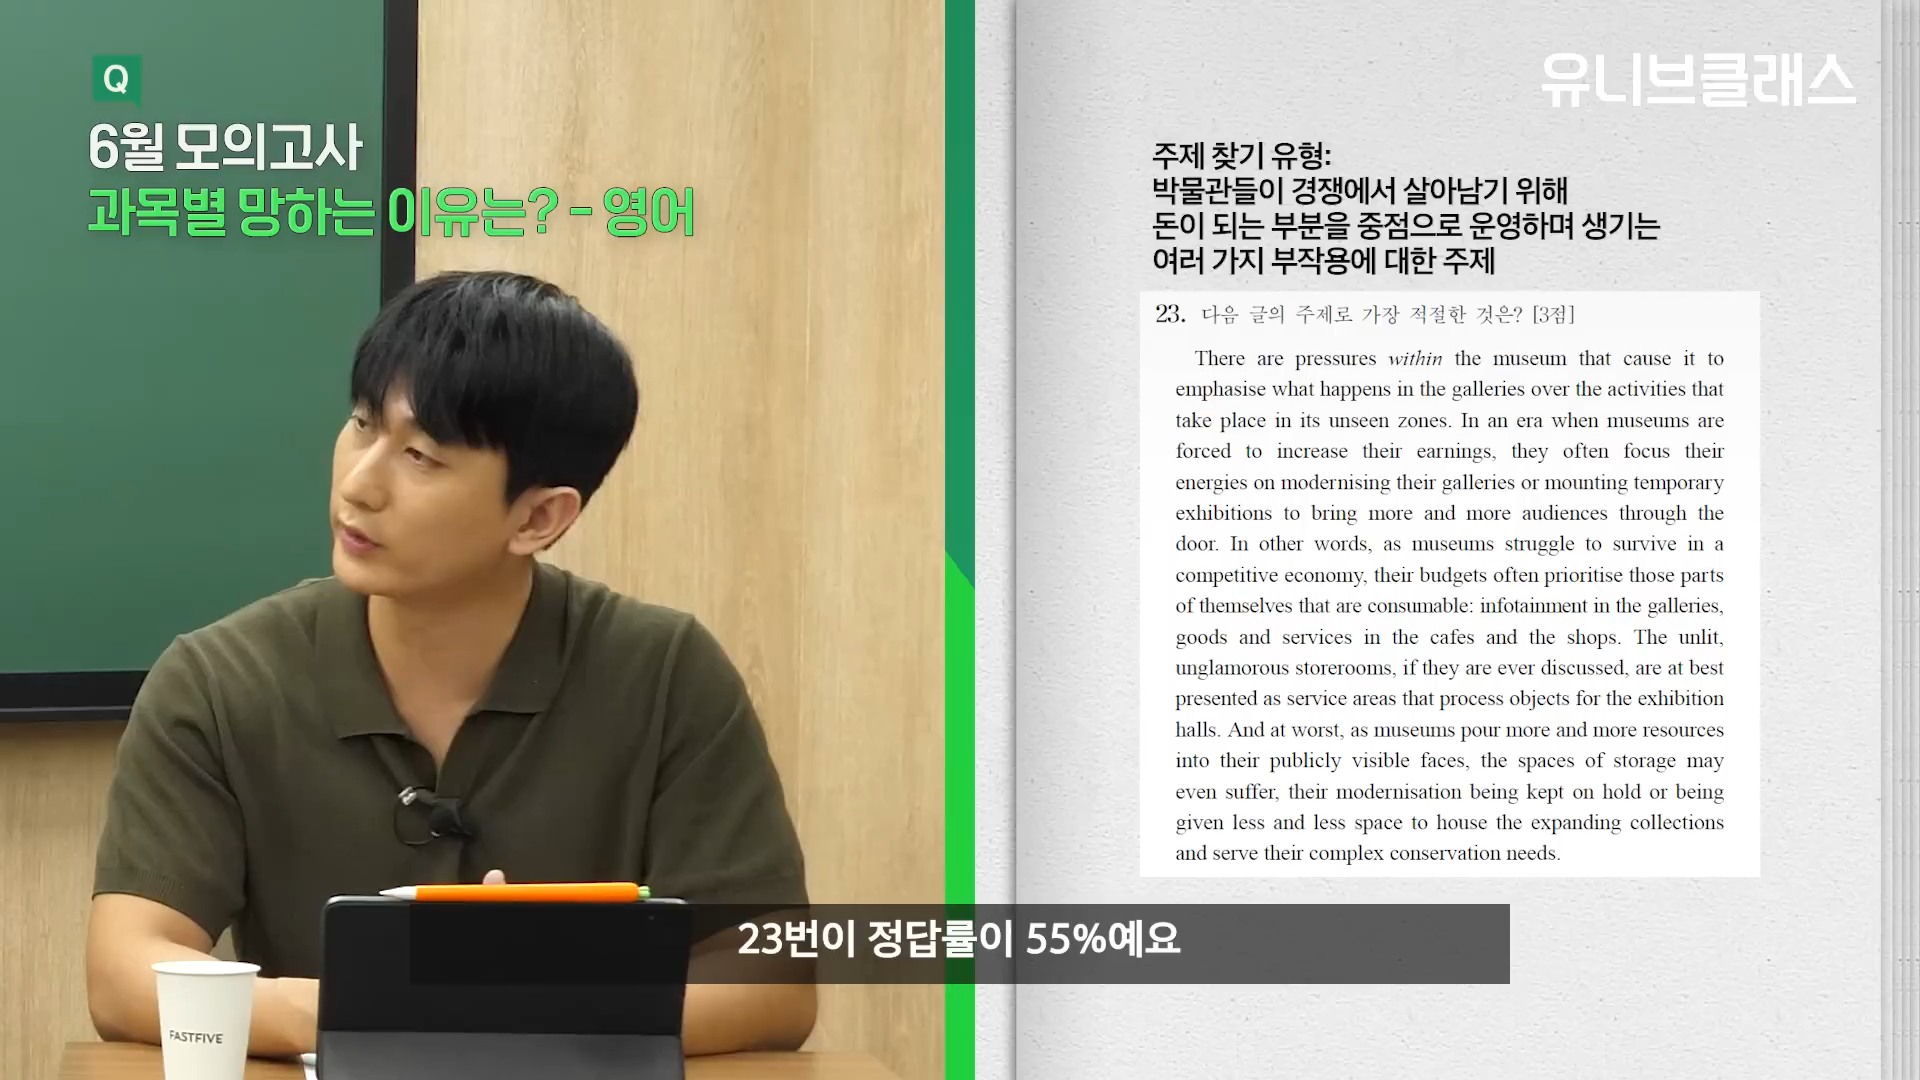 Q
6월 모의고사
과목별 망하는 이유는? - 영어
유니브클래스
주제 찾기 유형:
박물관들이 경쟁에서 살아남기 위해
돈이 되는 부분을 중점으로 운영하며 생기는
여러 가지 부작용에 대한 주제
23. 다음 글의 주제로 가장 적절한 것은? [3점]
There are pressures within the museum that cause it to
emphasise what happens in the galleries over the activities that
take place in its unseen zones. In an era when museums are
forced to increase their earnings, they often focus their
energies on modernising their galleries or mounting temporary
exhibitions to bring more and more audiences through the
door. In other words, as museums struggle to survive in a
competitive economy, their budgets often prioritise those parts
of themselves that are consumable: infotainment in the galleries,
goods and services in the cafes and the shops. The unlit,
unglamorous storerooms, if they are ever discussed, are at best
presented as service areas that process objects for the exhibition
halls. And at worst, as museums pour more and more resources
into their publicly visible faces, the spaces of storage may
even suffer, their modernisation being kept on hold or being
given less and less space to house the expanding collections
and serve their complex conservation needs.
23번이 정답률이 55%예요
FASTFIVE